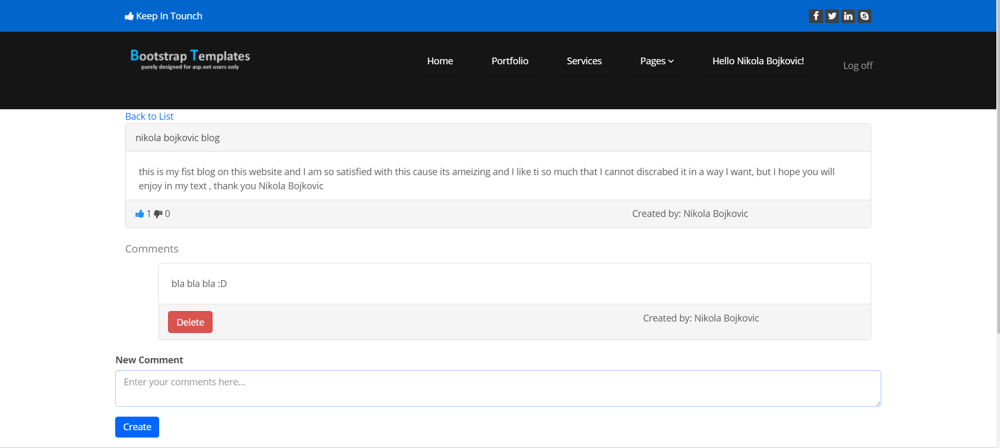 Keep In Tounch
Bootstrap Templates
purely designed for asp.net users only
Home Portfolio Services Pages Hello Nikola Bojkovic! Log off
Back to List
nikola bojkovic blog
this is my fist blog on this website and I am so satisfied with this cause its ameizing and I like ti so much that I cannot discrabed it in a way I want, but I hope you will
enjoy in my text , thank you Nikola Bojkovic
1 0 Created by: Nikola Bojkovic
Comments
bla bla bla :D
Delete Created by: Nikola Bojkovic
New Comment
Enter your comments here...
Create